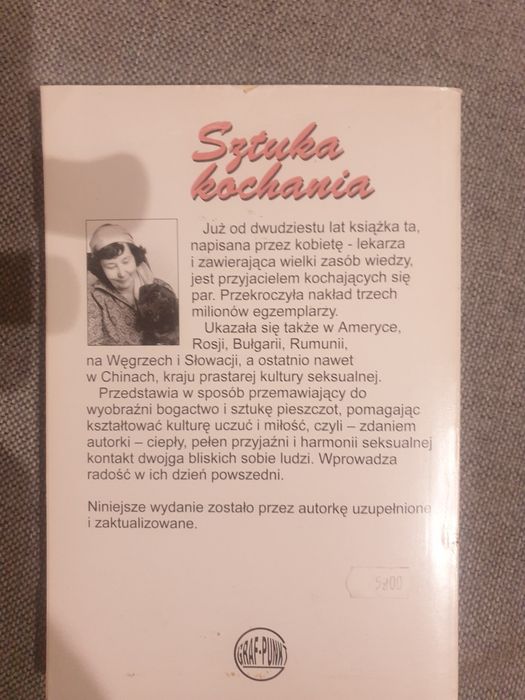 Sztuka
kochania
Już od dwudziestu lat książka ta,
napisana przez kobietę - lekarza
i zawierająca wielki zasób wiedzy,
jest przyjacielem kochających się
par. Przekroczyła nakład trzech
milionów egzemplarzy.
Ukazała się także w Ameryce,
Rosji, Bułgarii, Rumunii,
na Węgrzech i Słowacji, a ostatnio nawet
w Chinach, kraju prastarej kultury seksualnej.
Przedstawia w sposób przemawiający do
wyobraźni bogactwo i sztukę pieszczot, pomagając
kształtować kulturę uczuć i miłość, czyli – zdaniem
autorki – ciepły, pełen przyjaźni i harmonii seksualnej
kontakt dwojga bliskich sobie ludzi. Wprowadza
radość w ich dzień powszedni.
Niniejsze wydanie zostało przez autorkę uzupełnione
i zaktualizowane.
GRAF-PUNKT